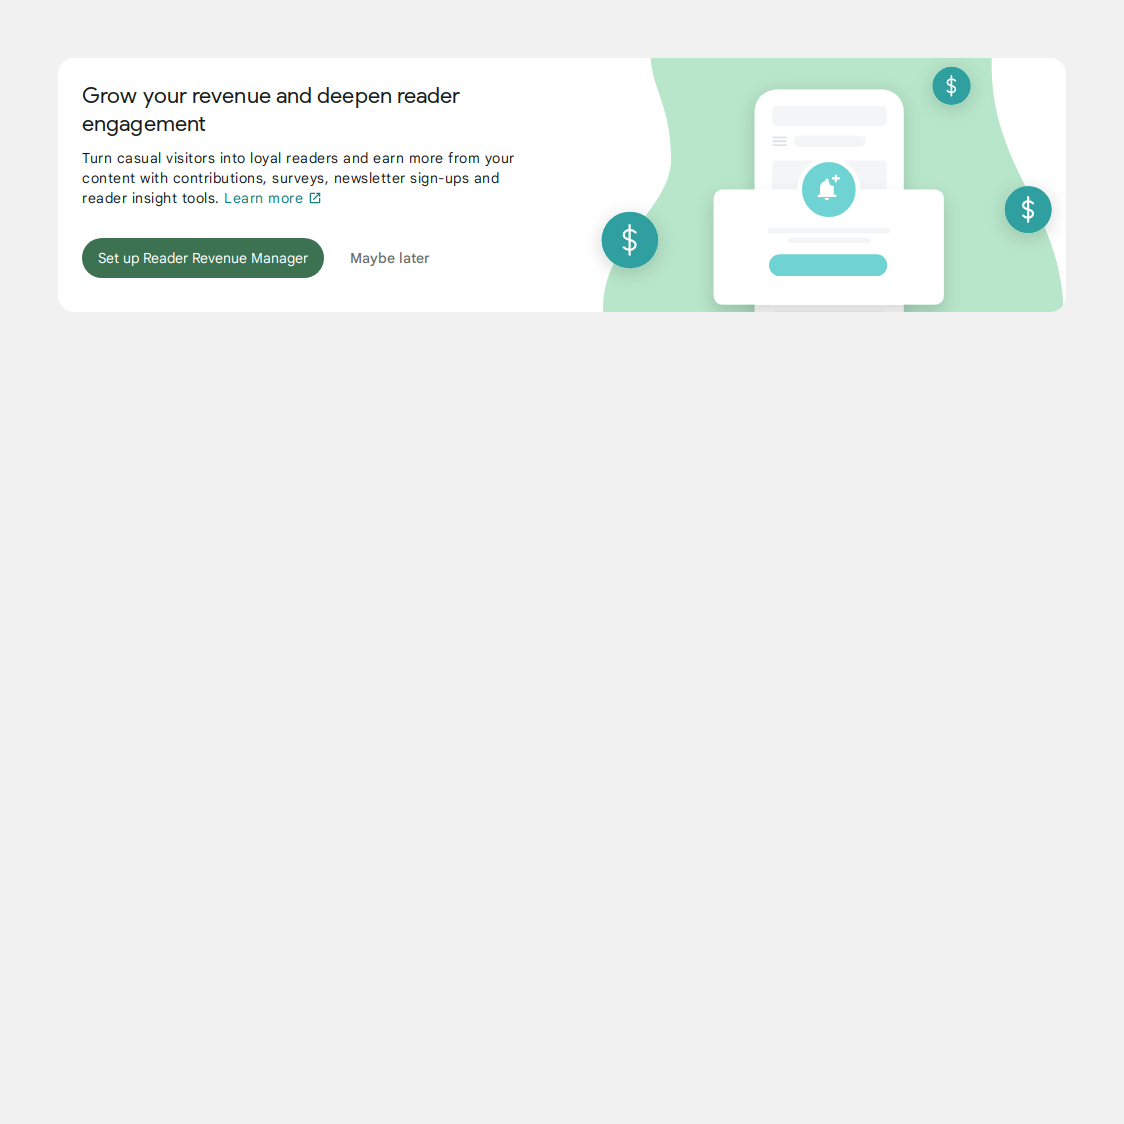 Grow your revenue and deepen reader
engagement
Turn casual visitors into loyal readers and earn more from your
content with contributions, surveys, newsletter sign-ups and
reader insight tools. Learn more
Set up Reader Revenue Manager
Maybe later
$
$
$